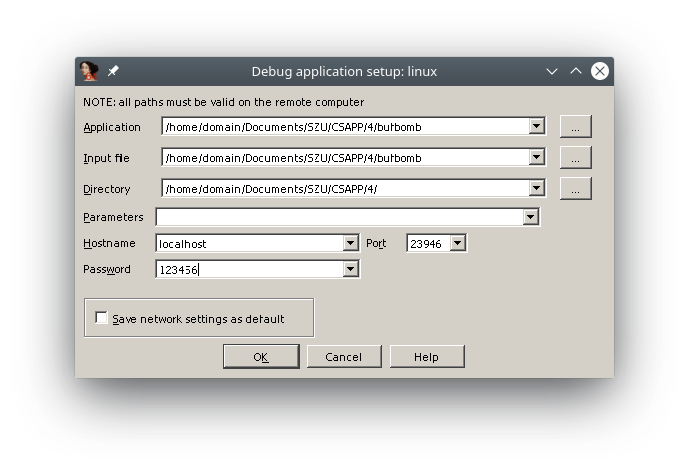 Debug application setup: linux
NOTE: all paths must be valid on the remote computer
Application /home/domain/Documents/SZU/CSAPP/4/bufbomb ...
Input file /home/domain/Documents/SZU/CSAPP/4/bufbomb ...
Directory /home/domain/Documents/SZU/CSAPP/4/ ...
Parameters
Hostname localhost Port 23946
Password 123456
Save network settings as default
OK Cancel Help